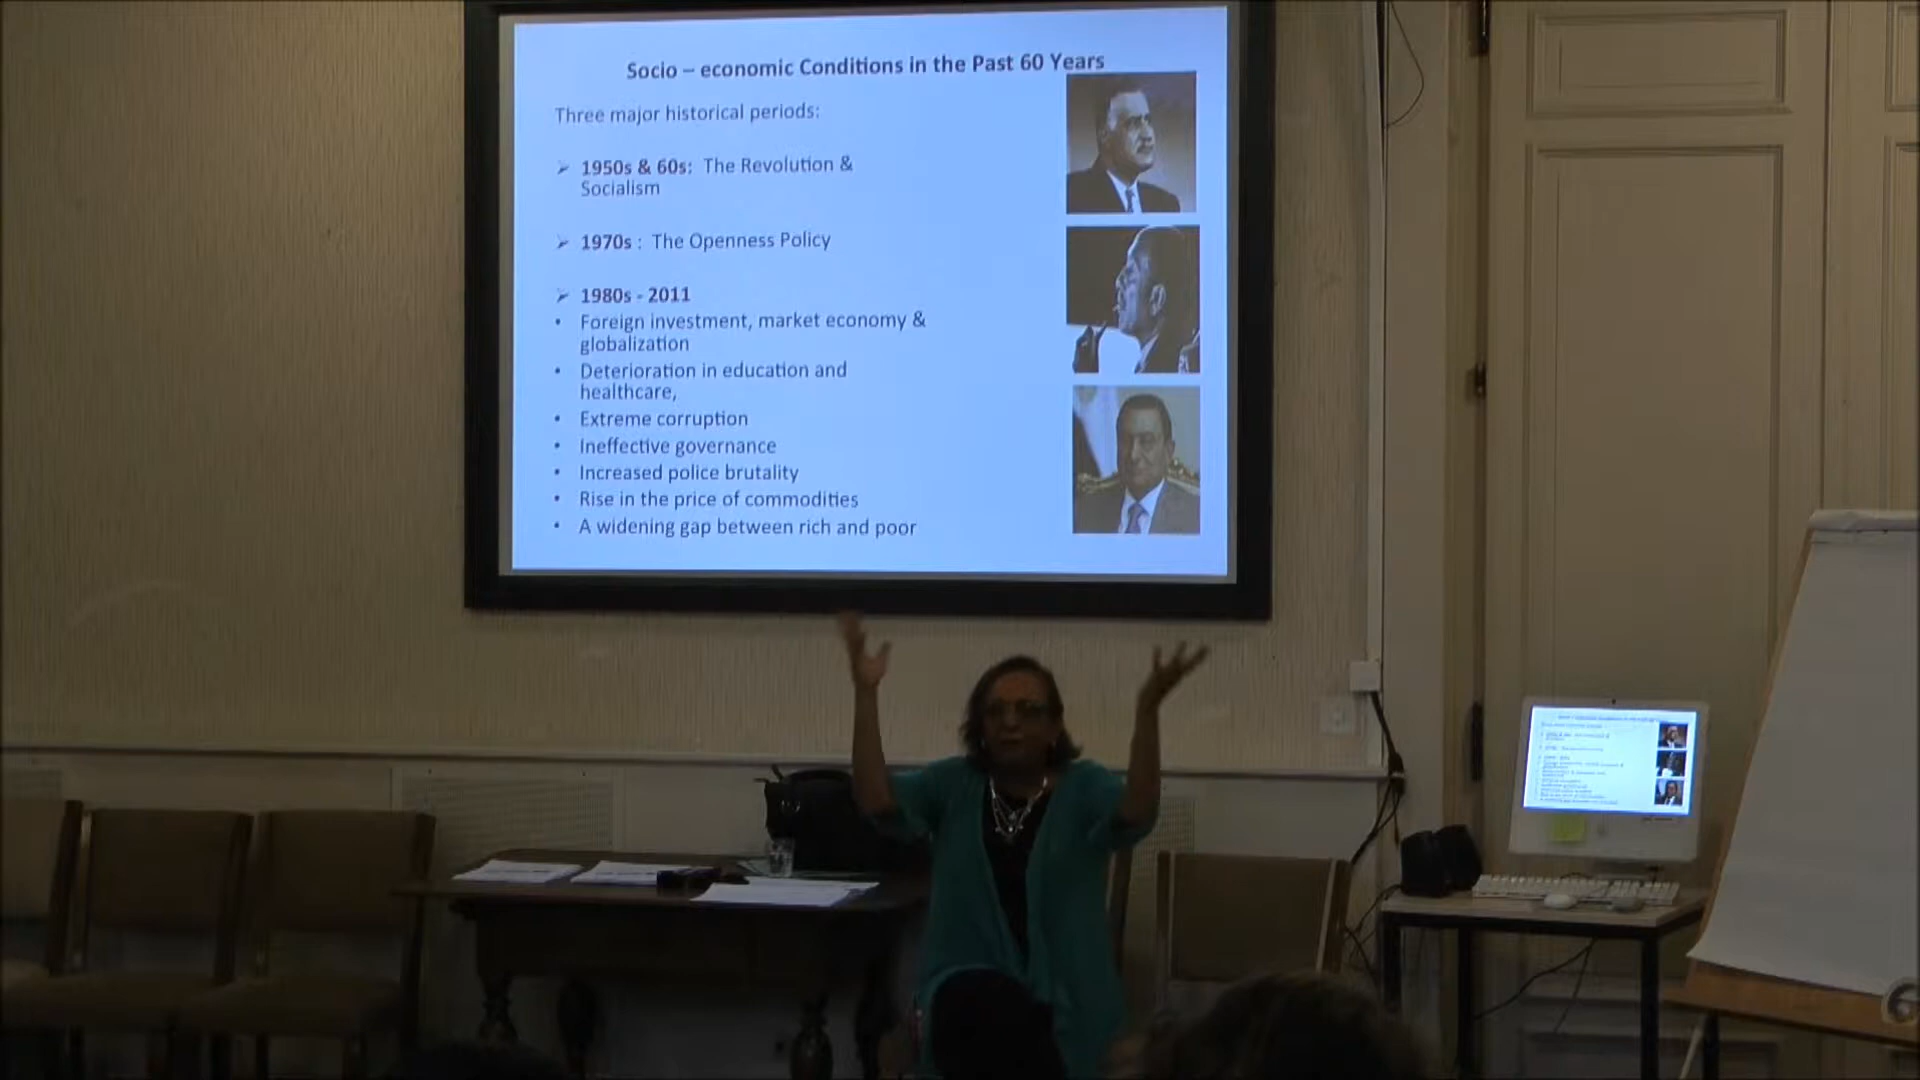 Socio – economic Conditions in the Past 60 Years
Three major historical periods:
➢ 1950s & 60s: The Revolution &
Socialism
➢ 1970s : The Openness Policy
➢ 1980s - 2011
• Foreign investment, market economy &
globalization
• Deterioration in education and
healthcare,
• Extreme corruption
• Ineffective governance
• Increased police brutality
• Rise in the price of commodities
• A widening gap between rich and poor